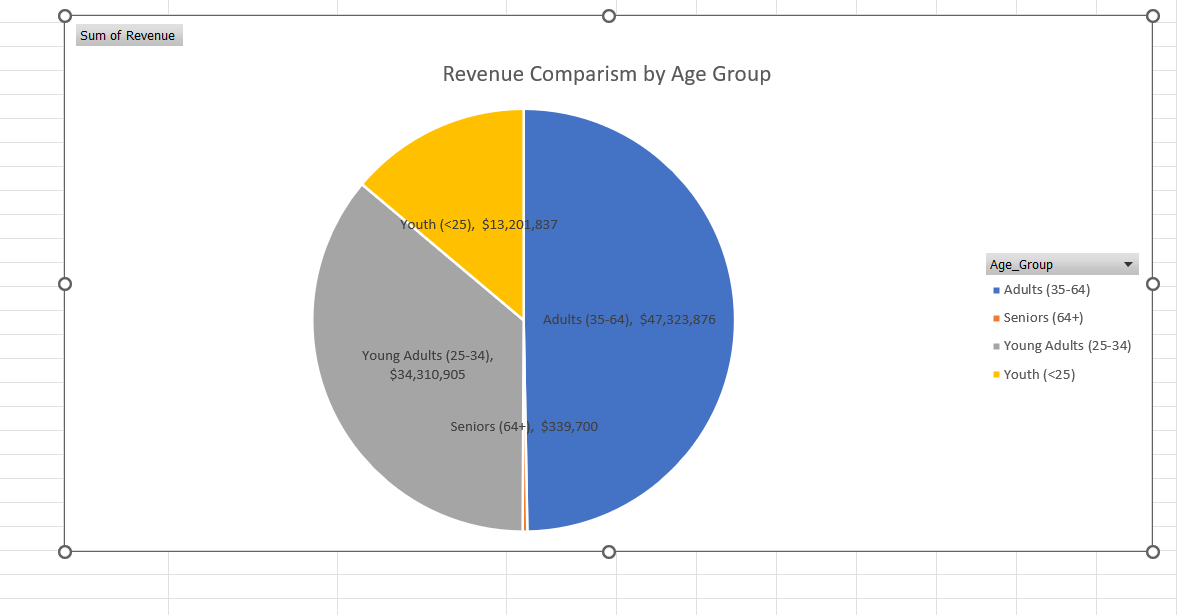 Sum of Revenue
Revenue Comparism by Age Group
Youth (<25), $13,201,837
Adults (35-64), $47,323,876
Young Adults (25-34),
$34,310,905
Seniors (64+), $339,700
Age_Group
Adults (35-64)
Seniors (64+)
Young Adults (25-34)
Youth (<25)